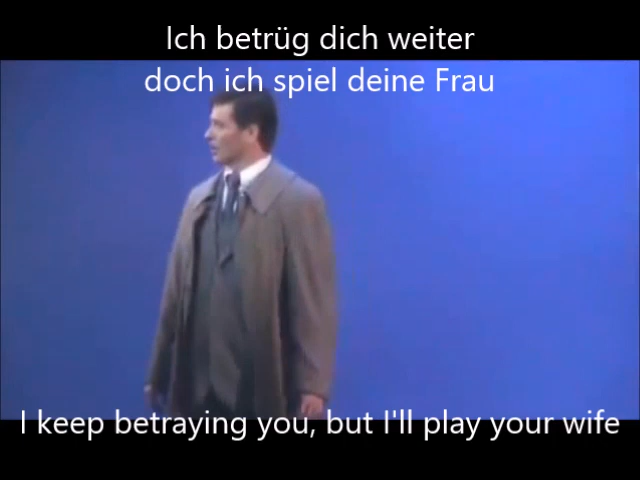 Ich betrüg dich weiter
doch ich spiel deine Frau
I keep betraying you, but I'll play your wife